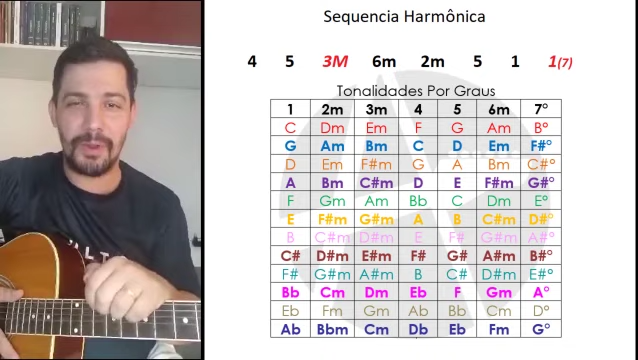 Sequencia Harmônica
4 5 3M 6m 2m 5 1 1(7)
Tonalidades Por Graus
1 2m 3m 4 5 6m 7°
C Dm Em F G Am B°
G Am Bm C D Em F#°
D Em F#m G A Bm C#°
A Bm C#m D E F#m G#°
F Gm Am Bb C Dm E°
E F#m G#m A B C#m D#°
B C#m D#m E F# G#m A#°
C# D#m E#m F# G# A#m B#°
F# G#m A#m B C# D#m E#°
Bb Cm Dm Eb F Gm A°
Eb Fm Gm Ab Bb Cm D°
Ab Bbm Cm Db Eb Fm G°